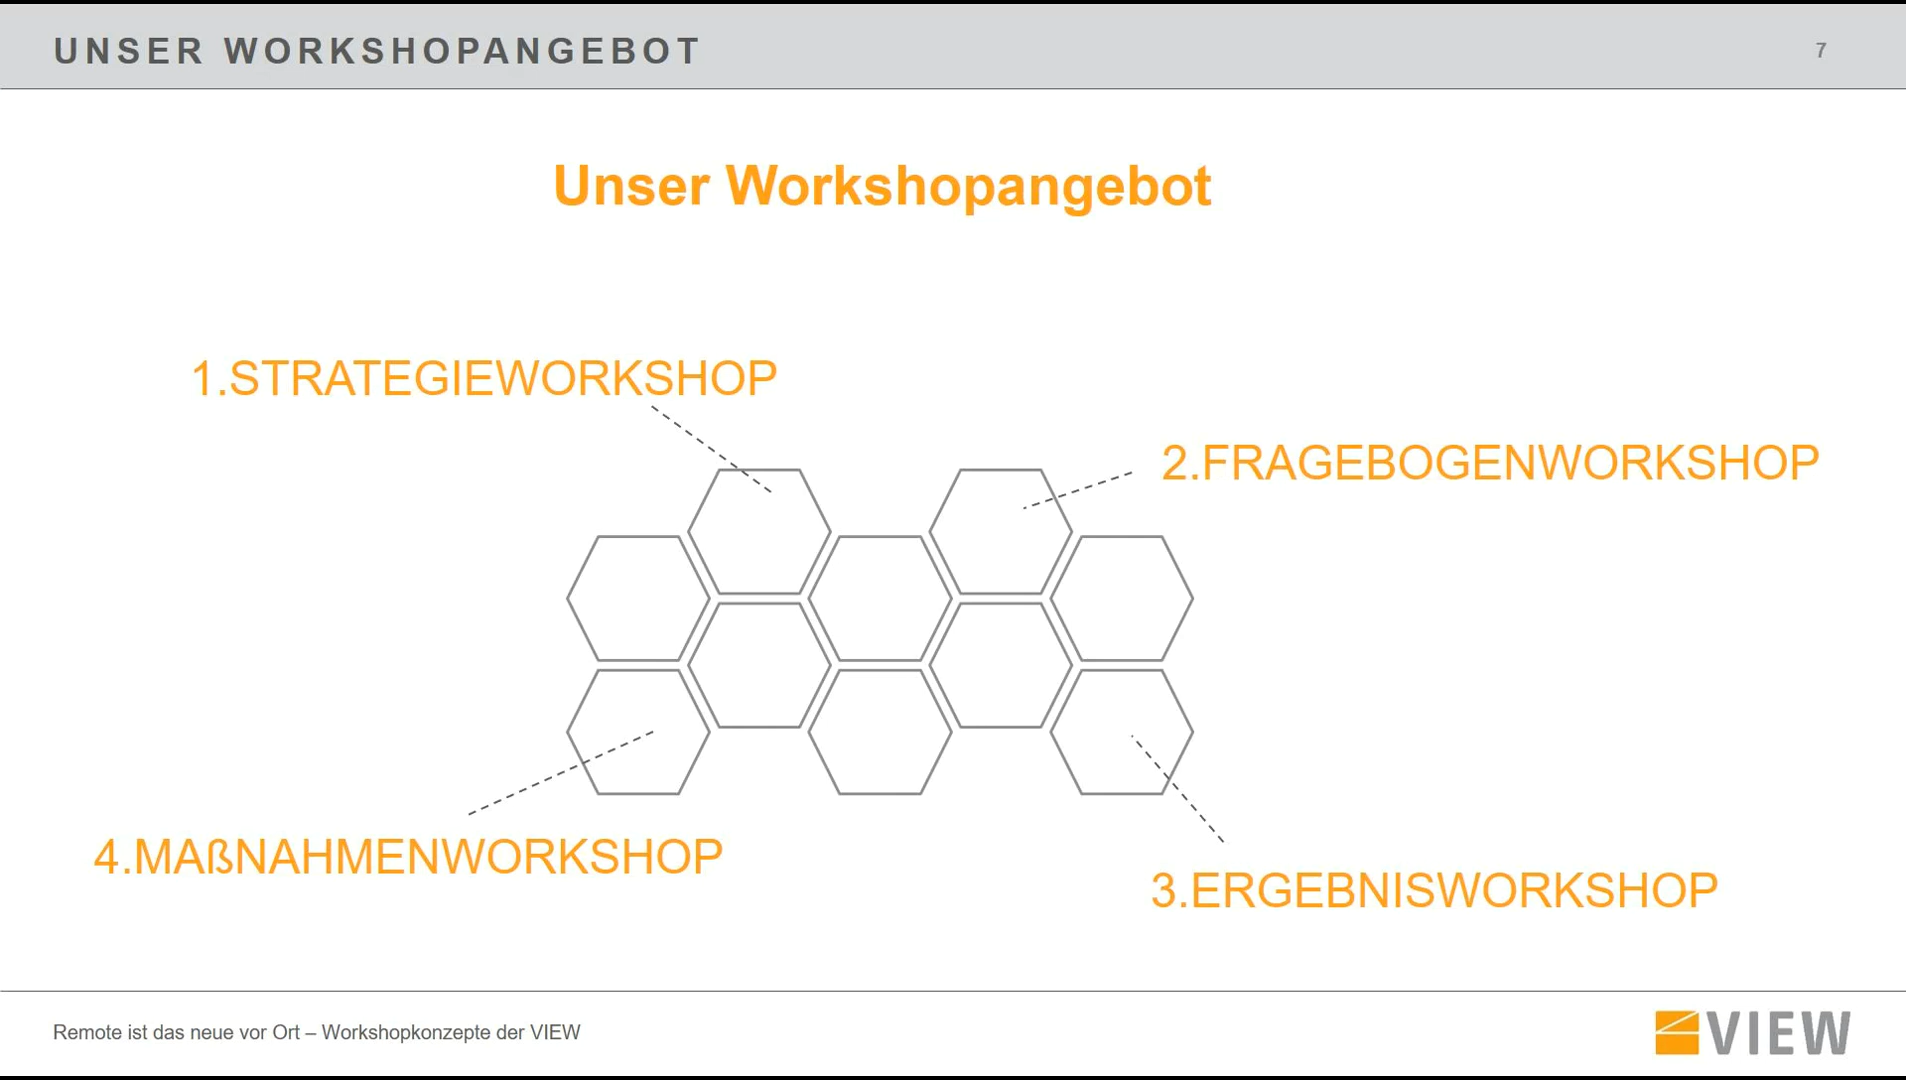 UNSER WORKSHOPANGEBOT
7
Unser Workshopangebot
1.STRATEGIEWORKSHOP
2.FRAGEBOGENWORKSHOP
4.MAßNAHMENWORKSHOP
3.ERGEBNISWORKSHOP
Remote ist das neue vor Ort – Workshopkonzepte der VIEW
VIEW